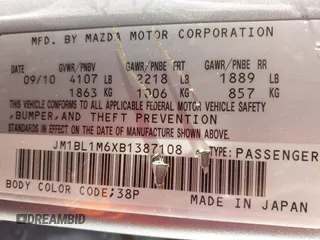 MFD. BY MAZDA MOTOR CORPORATION
GVWR/PNBV GAWR/PNBE FRT GAWR/PNBE RR
09/10 4107 LB 2218 LB 1889 LB
1863 KG 1006 KG 857 KG
THIS VEHICLE CONFORMS TO ALL APPLICABLE FEDERAL MOTOR VEHICLE SAFETY
,BUMPER,AND THEFT PREVENTION
STANDARDS IN EFFECT ON THE DATE OF MANUFACTURE SHOWN ABOVE.
JM1BL1M6XB1387108 TYPE:PASSENGER
BODY COLOR CODE:38P MADE IN JAPAN
DREAMBID